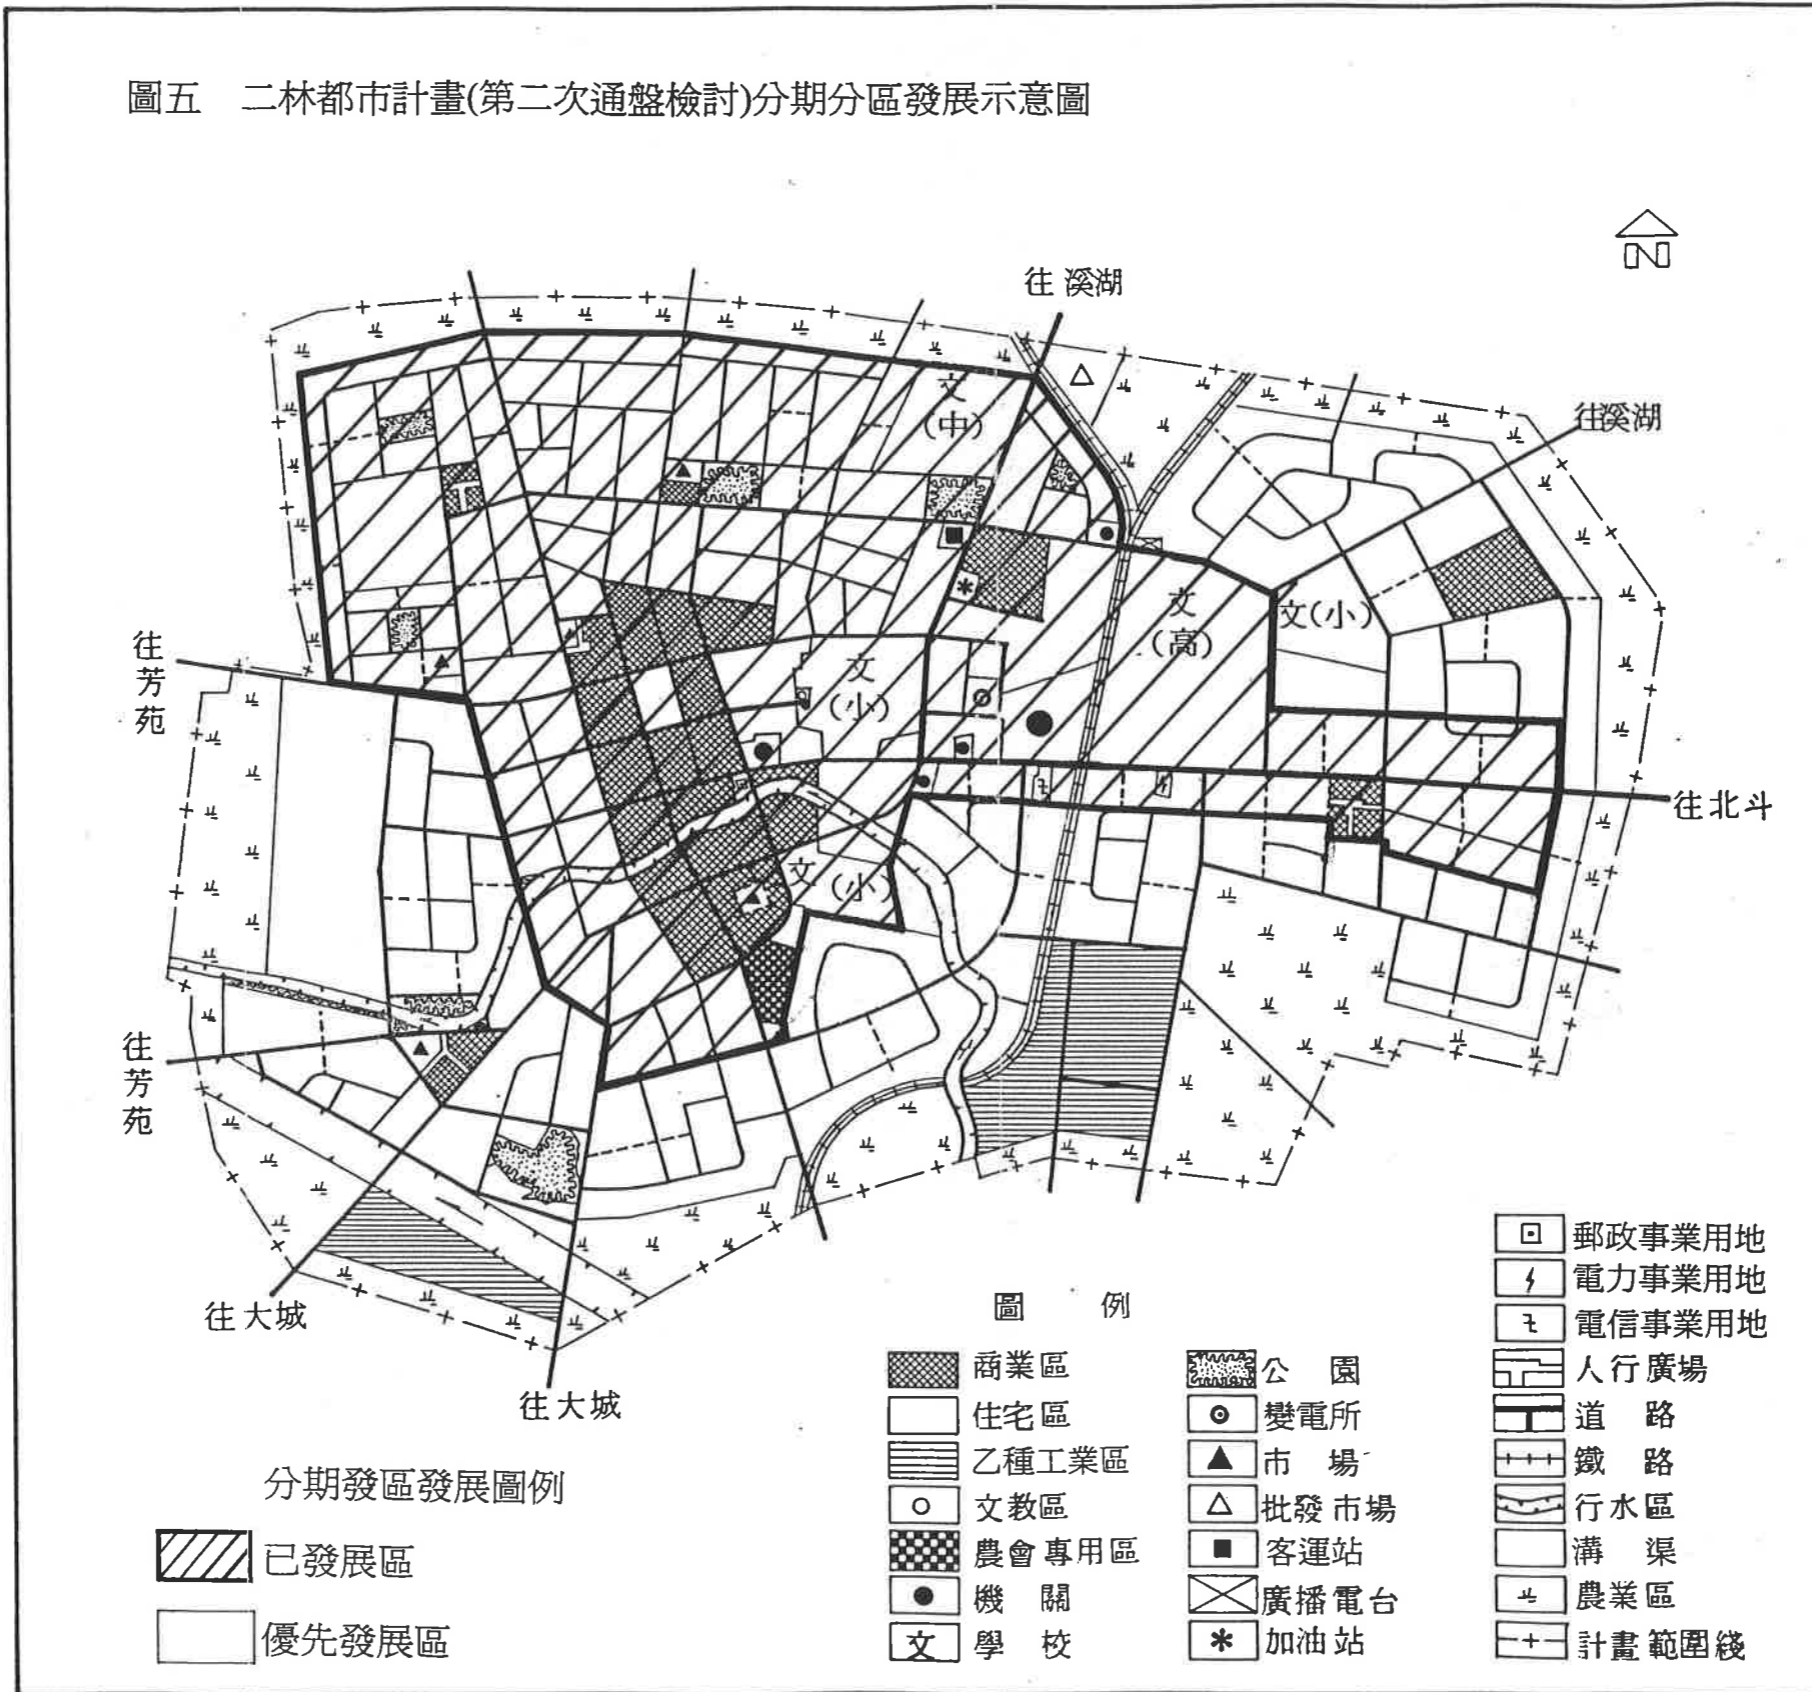 圖五　二林都市計畫(第二次通盤檢討)分期分區發展示意圖
N
往 溪湖
往溪湖
文
(中)
文
(高)
文(小)
往芳苑
文
(小)
往北斗
文(小)
往芳苑
往大城
往大城
圖　例
商業區
住宅區
乙種工業區
文教區
農會專用區
機　關
文 學　校
公　園
變電所
市　場
批發市場
客運站
廣播電台
加油站
郵政事業用地
電力事業用地
電信事業用地
人行廣場
道　路
鐵　路
行水區
溝　渠
農業區
計畫範圍綫
分期發區發展圖例
已發展區
優先發展區